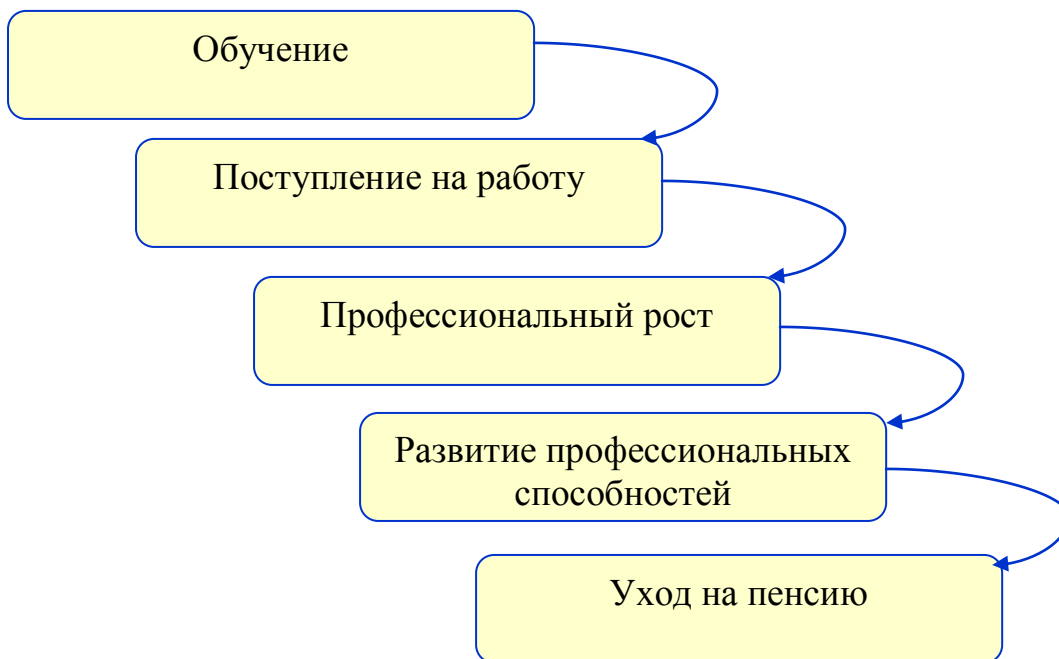 Обучение
Поступление на работу
Профессиональный рост
Развитие профессиональных
способностей
Уход на пенсию